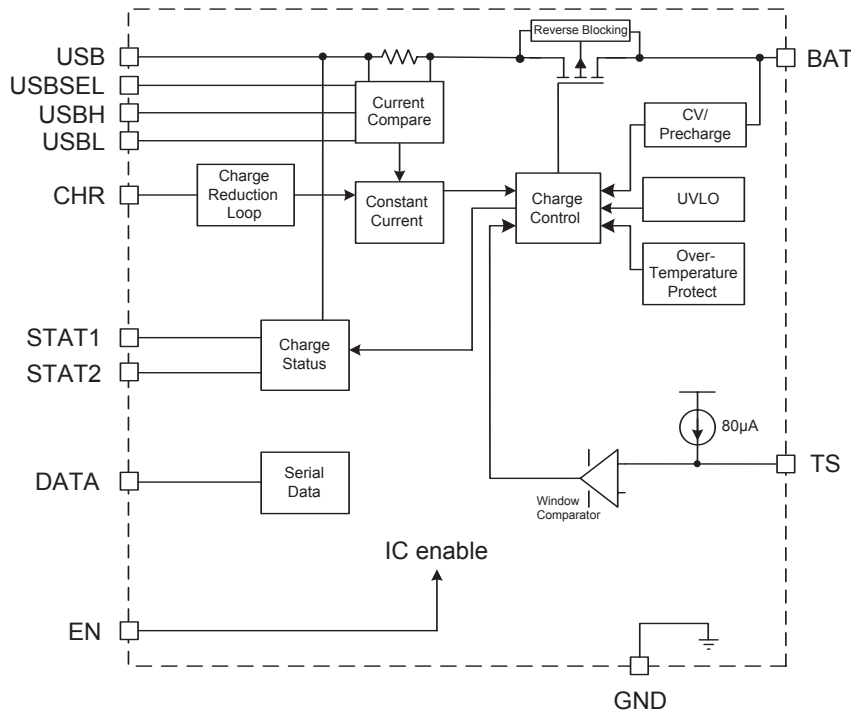 Reverse Blocking
USB
BAT
USBSEL
USBH
USBL
Current
Compare
CV/
Precharge
CHR
Charge
Reduction
Loop
Constant
Current
Charge
Control
UVLO
Over-
Temperature
Protect
STAT1
STAT2
Charge
Status
80µA
TS
DATA
Serial
Data
Window
Comparator
IC enable
EN
GND